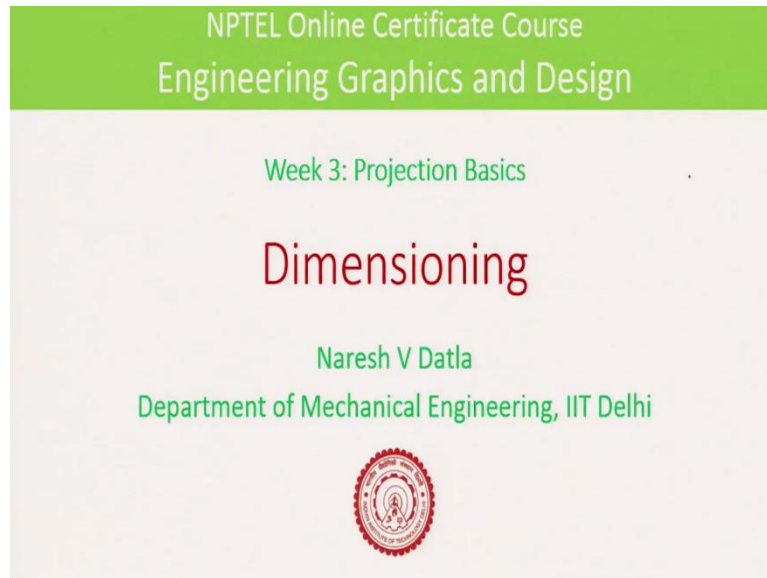 NPTEL Online Certificate Course
Engineering Graphics and Design
Week 3: Projection Basics
Dimensioning
Naresh V Datla
Department of Mechanical Engineering, IIT Delhi